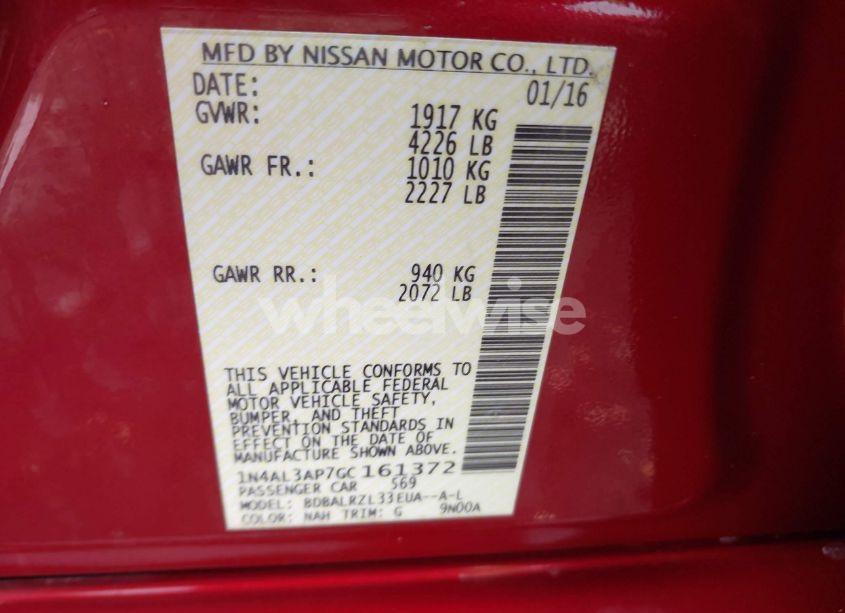 MFD BY NISSAN MOTOR CO., LTD.
DATE: 01/16
GVWR: 1917 KG
4226 LB
GAWR FR.: 1010 KG
2227 LB
GAWR RR.: 940 KG
2072 LB
wheelwise
THIS VEHICLE CONFORMS TO
ALL APPLICABLE FEDERAL
MOTOR VEHICLE SAFETY,
BUMPER, AND THEFT
PREVENTION STANDARDS IN
EFFECT ON THE DATE OF
MANUFACTURE SHOWN ABOVE.
1N4AL3AP7GC161372
PASSENGER CAR 569
MODEL: BDBALRZL33EUA--A-L
COLOR: NAH TRIM: G 9N00A